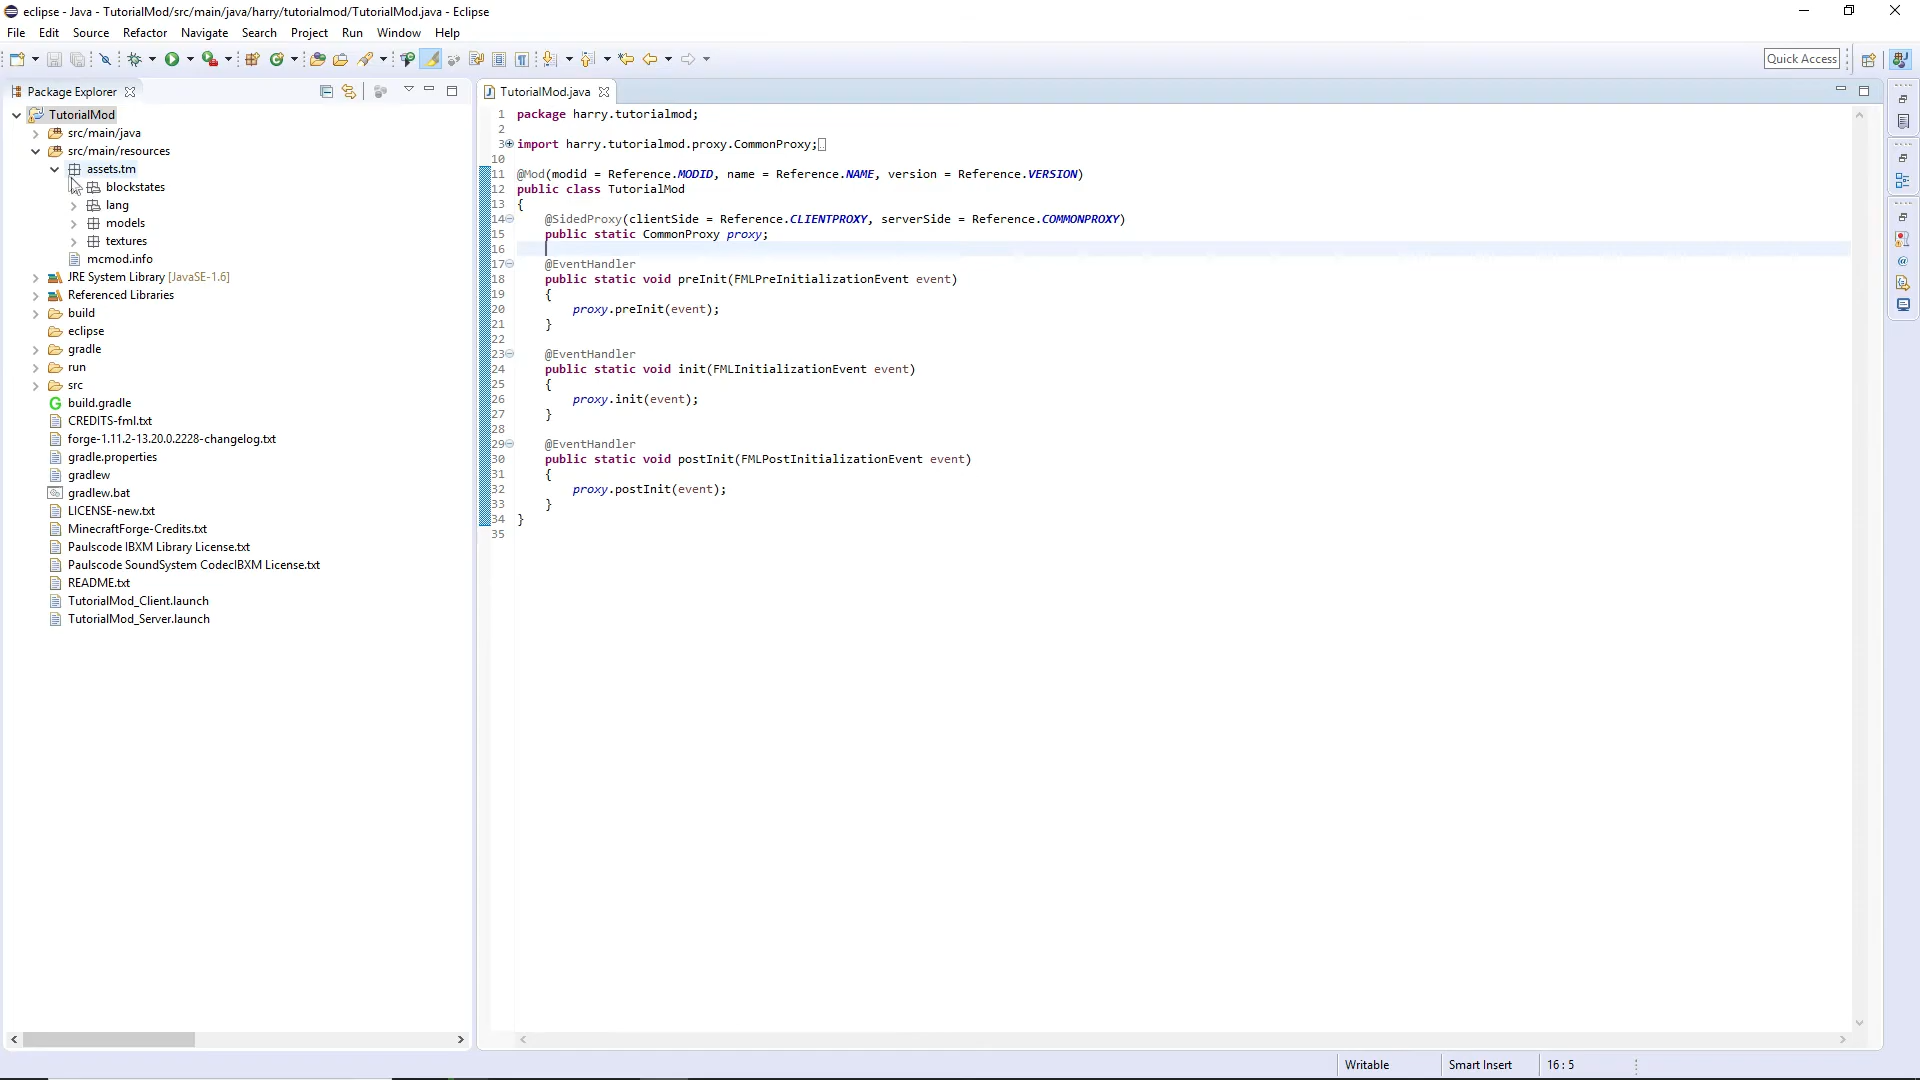 eclipse - Java - TutorialMod/src/main/java/harry/tutorialmod/TutorialMod.java - Eclipse
File Edit Source Refactor Navigate Search Project Run Window Help
Quick Access
Package Explorer
TutorialMod
src/main/java
src/main/resources
assets.tm
blockstates
lang
models
textures
mcmod.info
JRE System Library [JavaSE-1.6]
Referenced Libraries
build
eclipse
gradle
run
src
build.gradle
CREDITS-fml.txt
forge-1.11.2-13.20.0.2228-changelog.txt
gradle.properties
gradlew
gradlew.bat
LICENSE-new.txt
MinecraftForge-Credits.txt
Paulscode IBXM Library License.txt
Paulscode SoundSystem CodecIBXM License.txt
README.txt
TutorialMod_Client.launch
TutorialMod_Server.launch
TutorialMod.java
1 package harry.tutorialmod;
2
3 import harry.tutorialmod.proxy.CommonProxy;
10
11 @Mod(modid = Reference.MODID, name = Reference.NAME, version = Reference.VERSION)
12 public class TutorialMod
13 {
14 @SidedProxy(clientSide = Reference.CLIENTPROXY, serverSide = Reference.COMMONPROXY)
15 public static CommonProxy proxy;
16
17 @EventHandler
18 public static void preInit(FMLPreInitializationEvent event)
19 {
20 proxy.preInit(event);
21 }
22
23 @EventHandler
24 public static void init(FMLInitializationEvent event)
25 {
26 proxy.init(event);
27 }
28
29 @EventHandler
30 public static void postInit(FMLPostInitializationEvent event)
31 {
32 proxy.postInit(event);
33 }
34 }
35
Writable Smart Insert 16 : 5